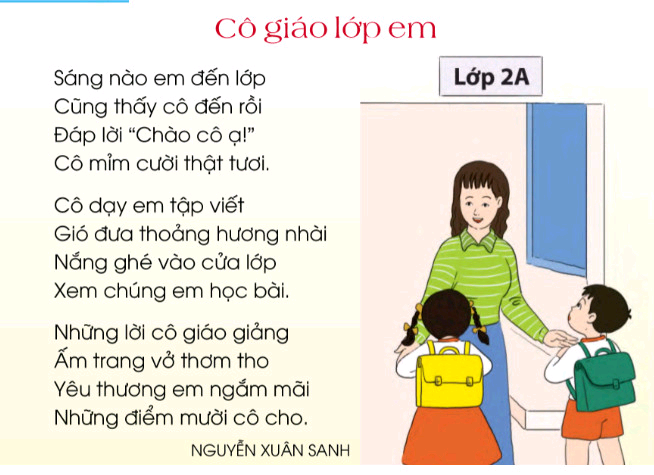 Cô giáo lớp em
Sáng nào em đến lớp
Cũng thấy cô đến rồi
Đáp lời “Chào cô ạ!”
Cô mỉm cười thật tươi.
Cô dạy em tập viết
Gió đưa thoảng hương nhài
Nắng ghé vào cửa lớp
Xem chúng em học bài.
Những lời cô giáo giảng
Ấm trang vở thơm tho
Yêu thương em ngắm mãi
Những điểm mười cô cho.
NGUYỄN XUÂN SANH
Lớp 2A